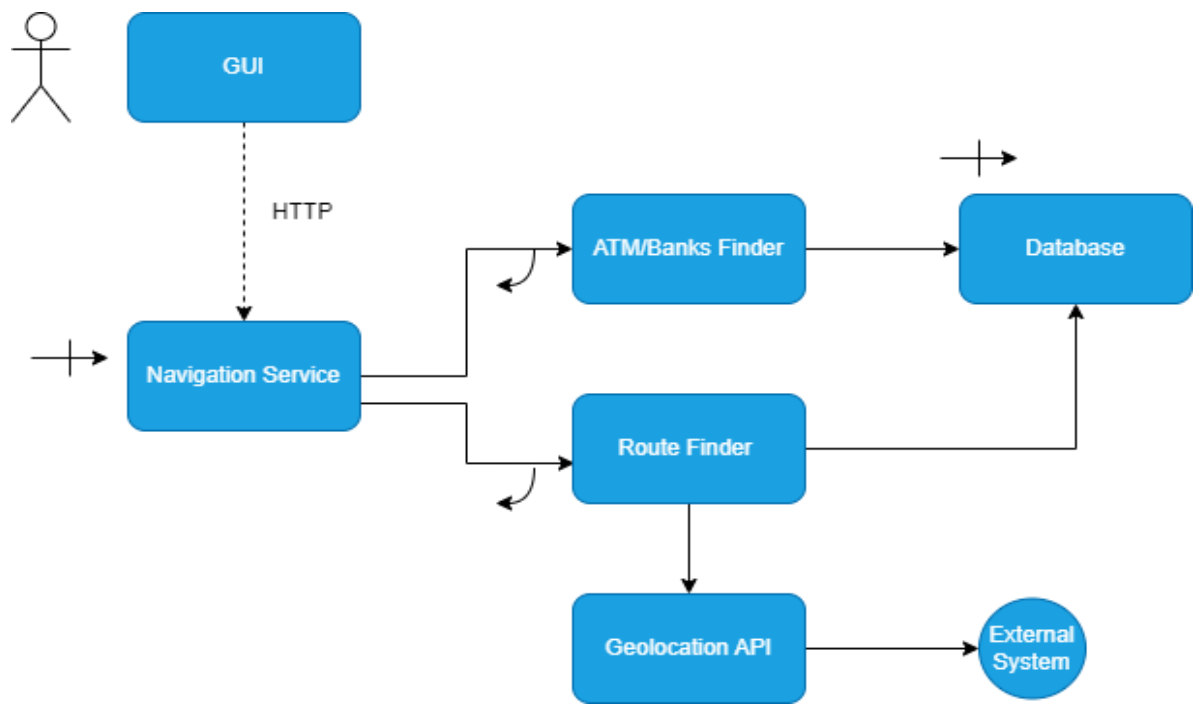 GUI
HTTP
ATM/Banks Finder
Database
Navigation Service
Route Finder
Geolocation API
External
System